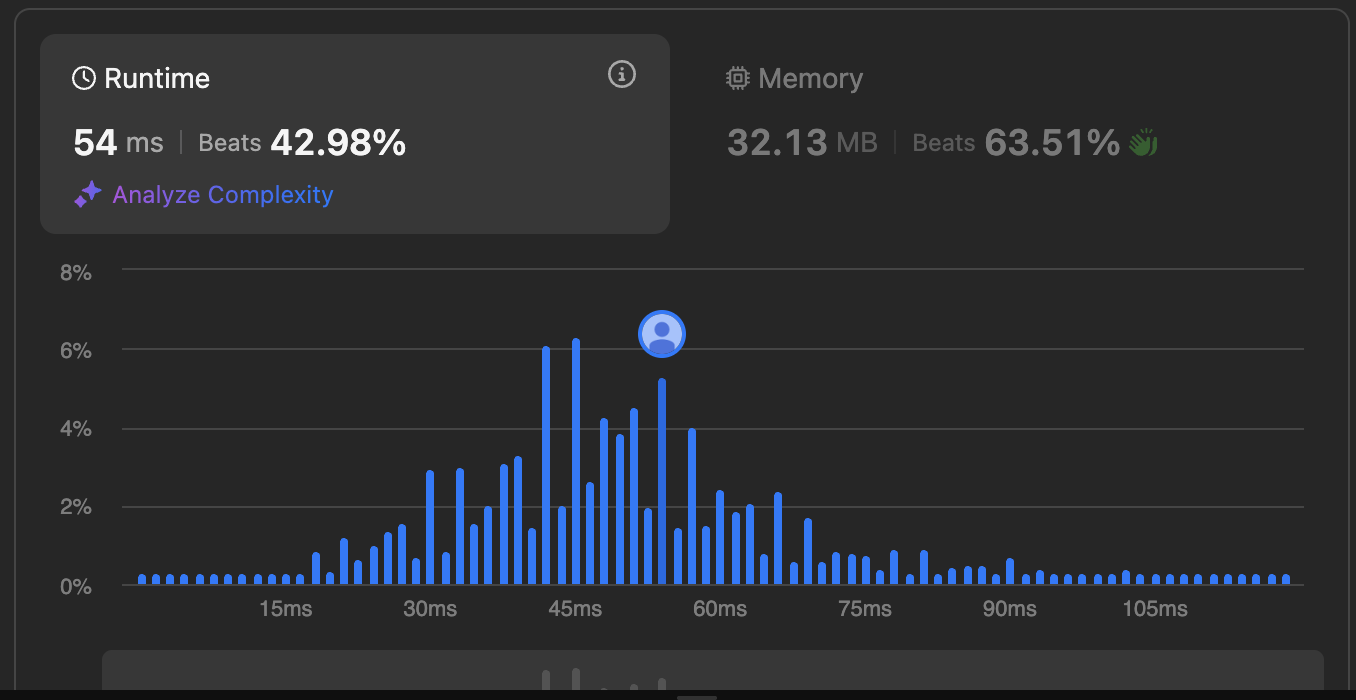 Runtime
54 ms | Beats 42.98%
Analyze Complexity
Memory
32.13 MB | Beats 63.51%
8%
6%
4%
2%
0%
15ms 30ms 45ms 60ms 75ms 90ms 105ms